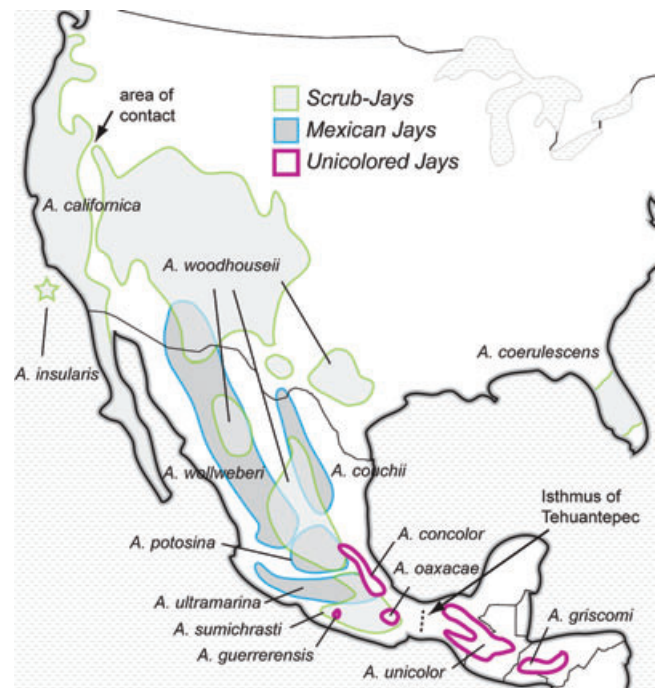 area of
contact
Scrub-Jays
Mexican Jays
Unicolored Jays
A. californica
A. woodhouseii
A. insularis
A. coerulescens
A. wollweberi
A. couchii
Isthmus of
Tehuantepec
A. potosina
A. concolor
A. oaxacae
A. ultramarina
A. sumichrasti
A. guerrerensis
A. griscomi
A. unicolor